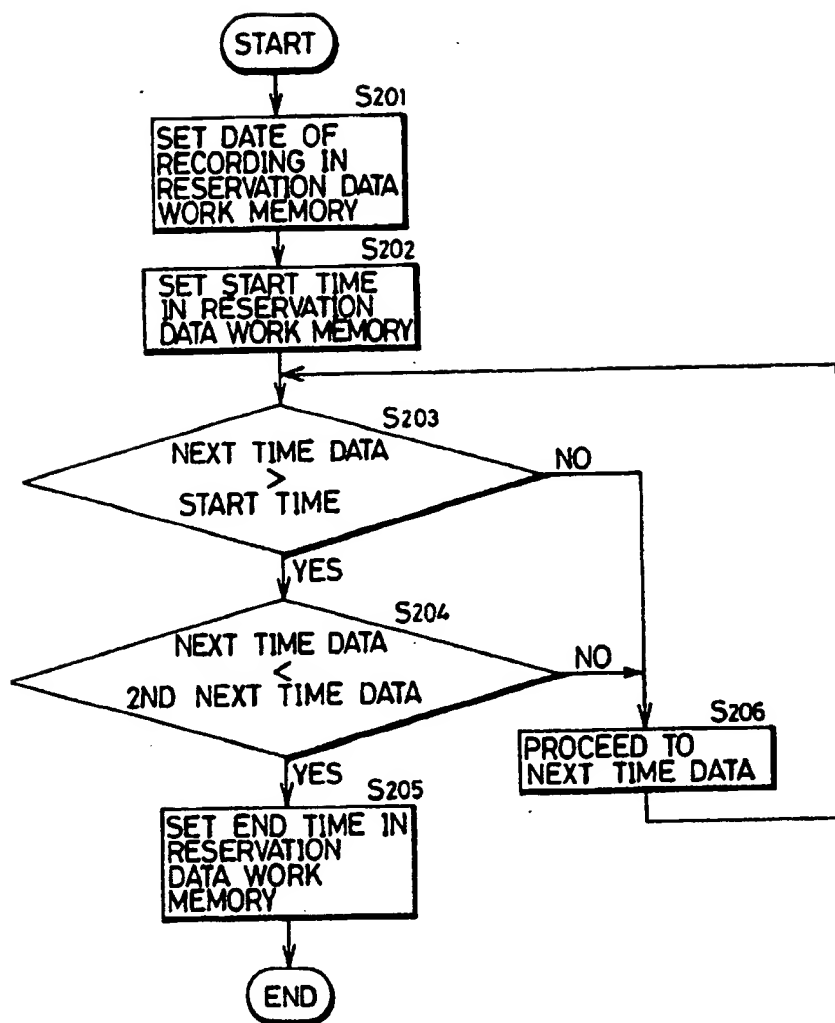 START
S201
SET DATE OF
RECORDING IN
RESERVATION DATA
WORK MEMORY
S202
SET START TIME
IN RESERVATION
DATA WORK MEMORY
S203
NEXT TIME DATA
>
START TIME
NO
YES
S204
NEXT TIME DATA
<
2ND NEXT TIME DATA
NO
YES
S206
PROCEED TO
NEXT TIME DATA
S205
SET END TIME IN
RESERVATION
DATA WORK
MEMORY
END